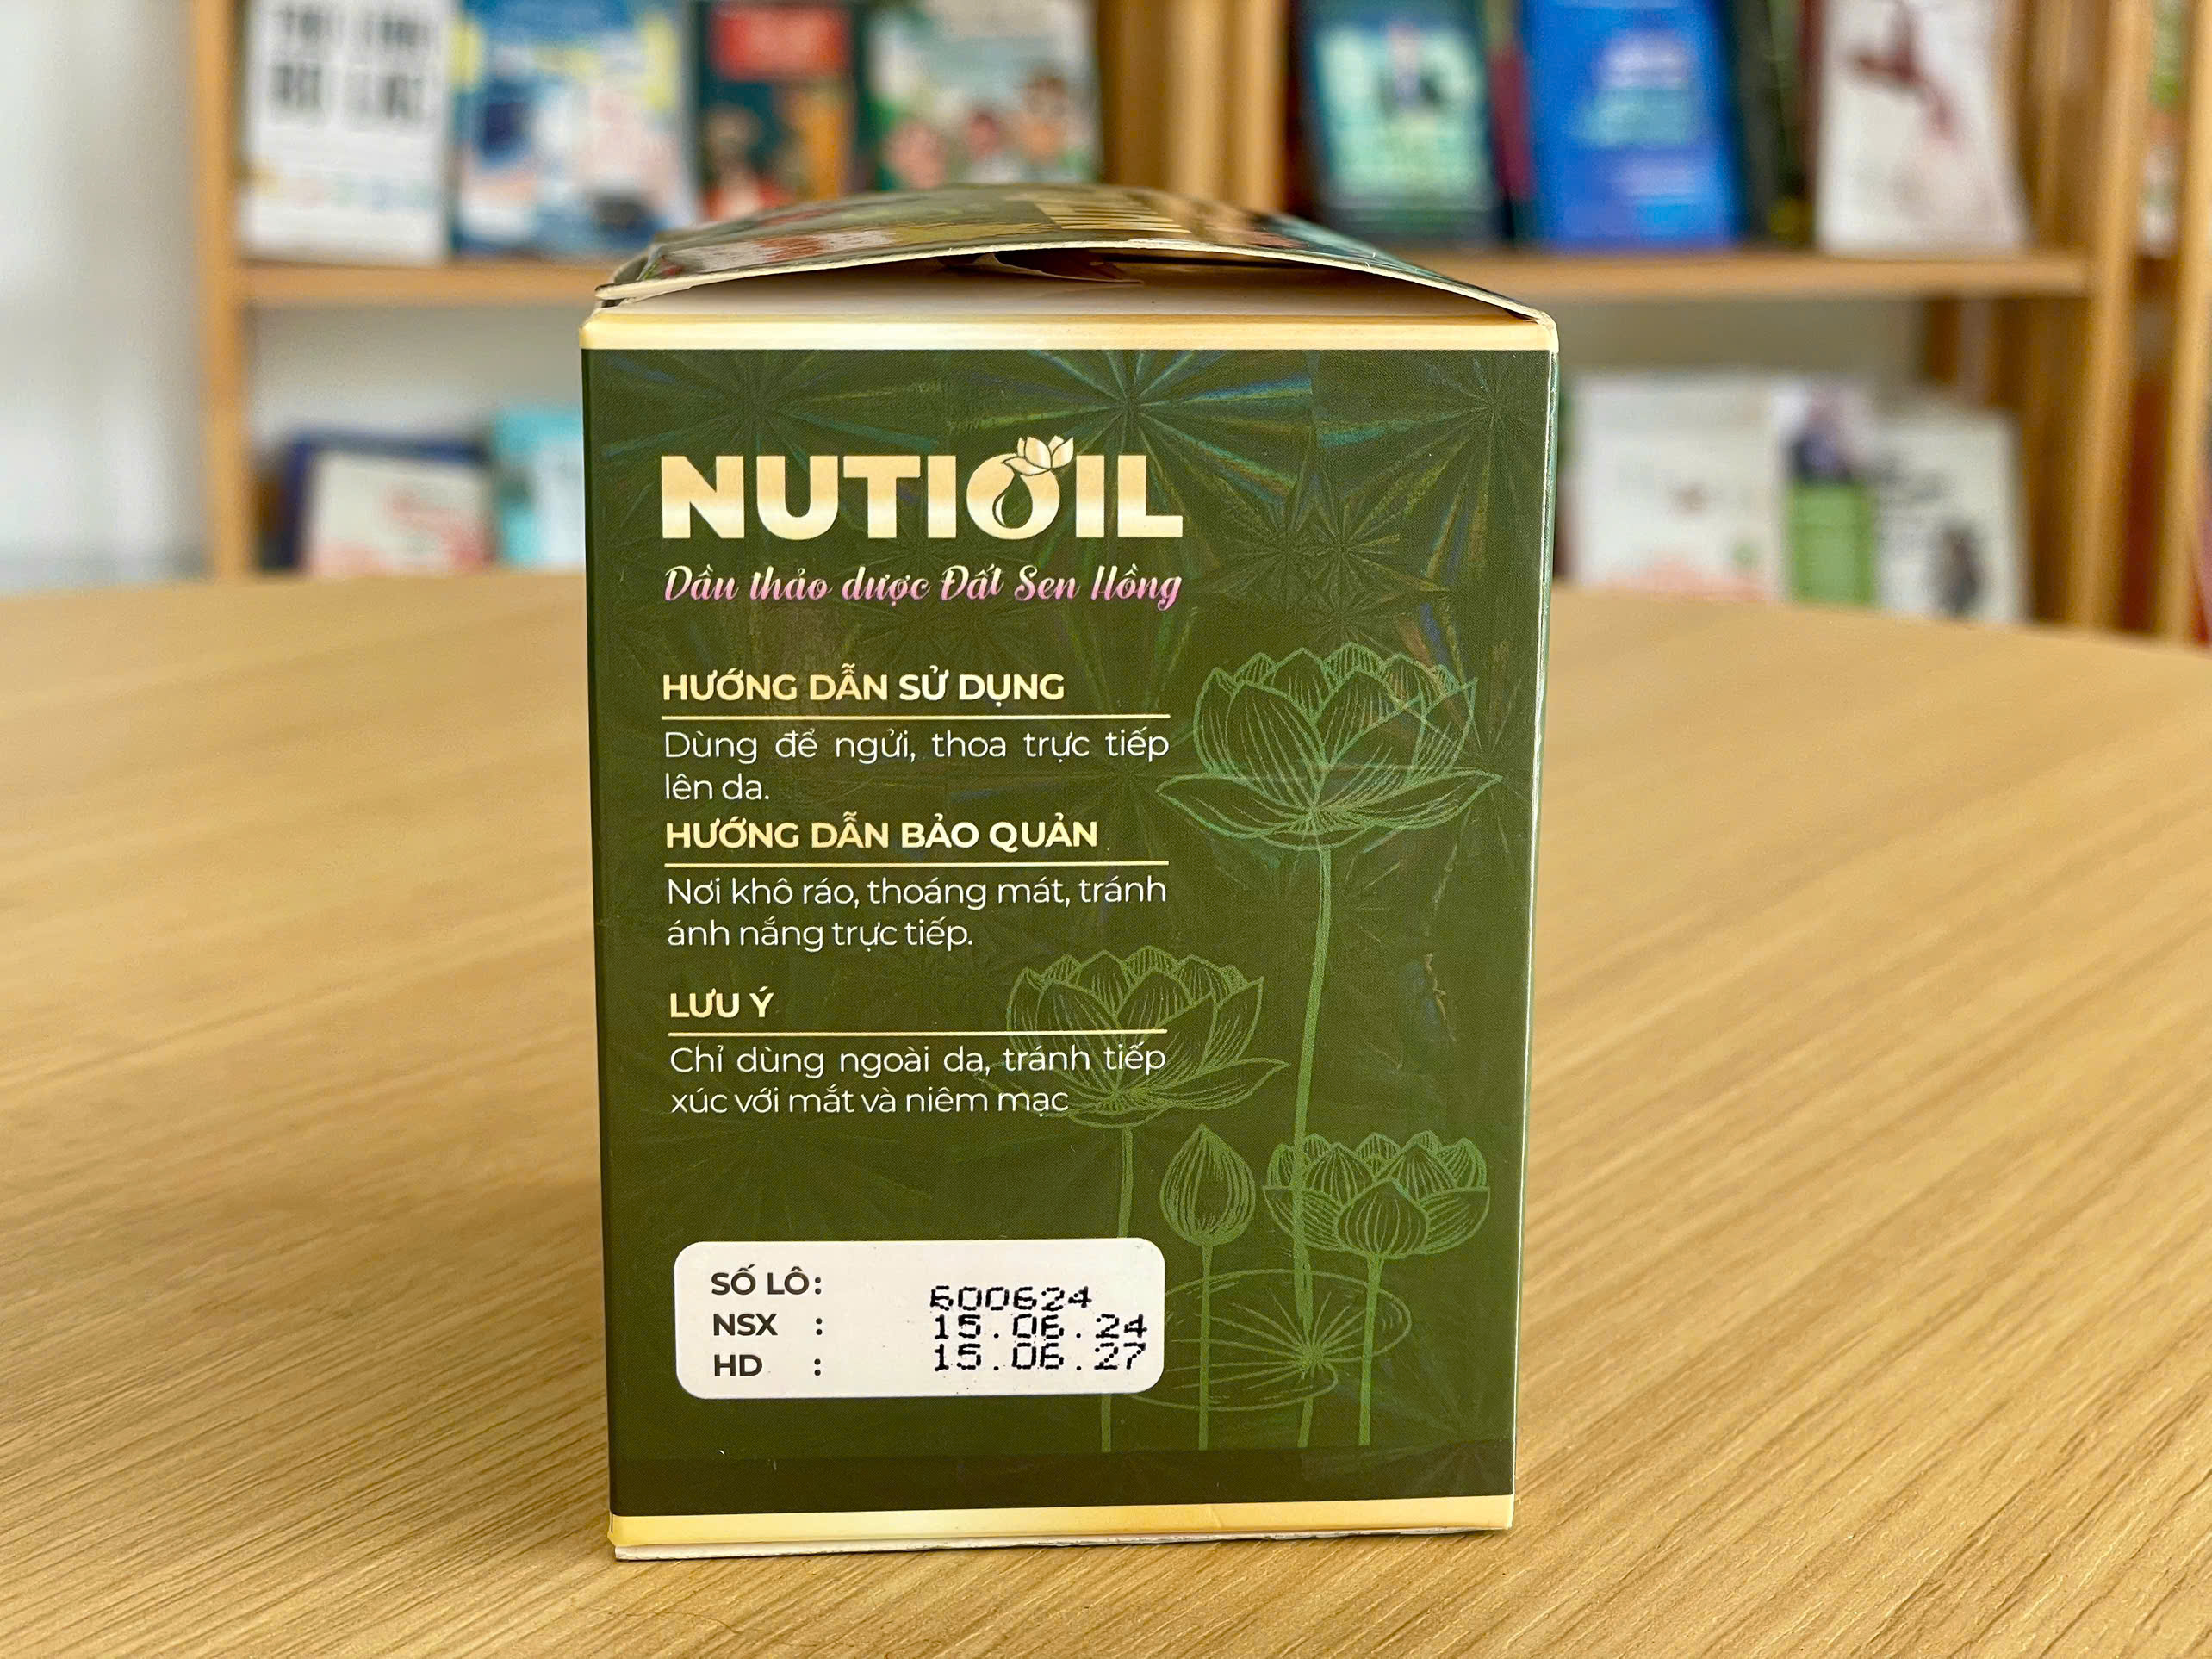 NUTIOIL
Dầu thảo dược Đất Sen Hồng
HƯỚNG DẪN SỬ DỤNG
Dùng để ngửi, thoa trực tiếp
lên da.
HƯỚNG DẪN BẢO QUẢN
Nơi khô ráo, thoáng mát, tránh
ánh nắng trực tiếp.
LƯU Ý
Chỉ dùng ngoài da, tránh tiếp
xúc với mắt và niêm mạc
SỐ LÔ: 600624
NSX : 15.06.24
HD : 15.06.27